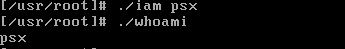 [/usr/root]# ./iam psx
[/usr/root]# ./whoami
psx